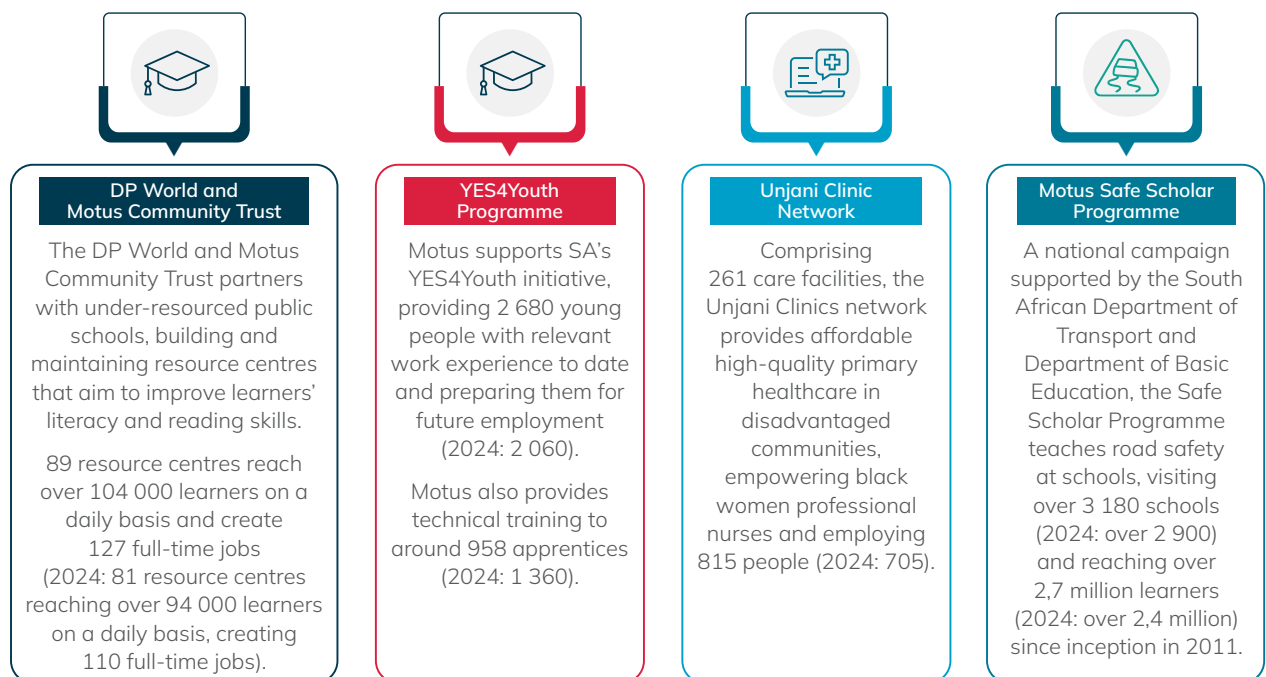 DP World and
Motus Community Trust
The DP World and Motus
Community Trust partners
with under-resourced public
schools, building and
maintaining resource centres
that aim to improve learners’
literacy and reading skills.
89 resource centres reach
over 104 000 learners on a
daily basis and create
127 full-time jobs
(2024: 81 resource centres
reaching over 94 000 learners
on a daily basis, creating
110 full-time jobs).
YES4Youth
Programme
Motus supports SA’s
YES4Youth initiative,
providing 2 680 young
people with relevant
work experience to date
and preparing them for
future employment
(2024: 2 060).
Motus also provides
technical training to
around 958 apprentices
(2024: 1 360).
Unjani Clinic
Network
Comprising
261 care facilities, the
Unjani Clinics network
provides affordable
high-quality primary
healthcare in
disadvantaged
communities,
empowering black
women professional
nurses and employing
815 people (2024: 705).
Motus Safe Scholar
Programme
A national campaign
supported by the South
African Department of
Transport and
Department of Basic
Education, the Safe
Scholar Programme
teaches road safety
at schools, visiting
over 3 180 schools
(2024: over 2 900)
and reaching over
2,7 million learners
(2024: over 2,4 million)
since inception in 2011.